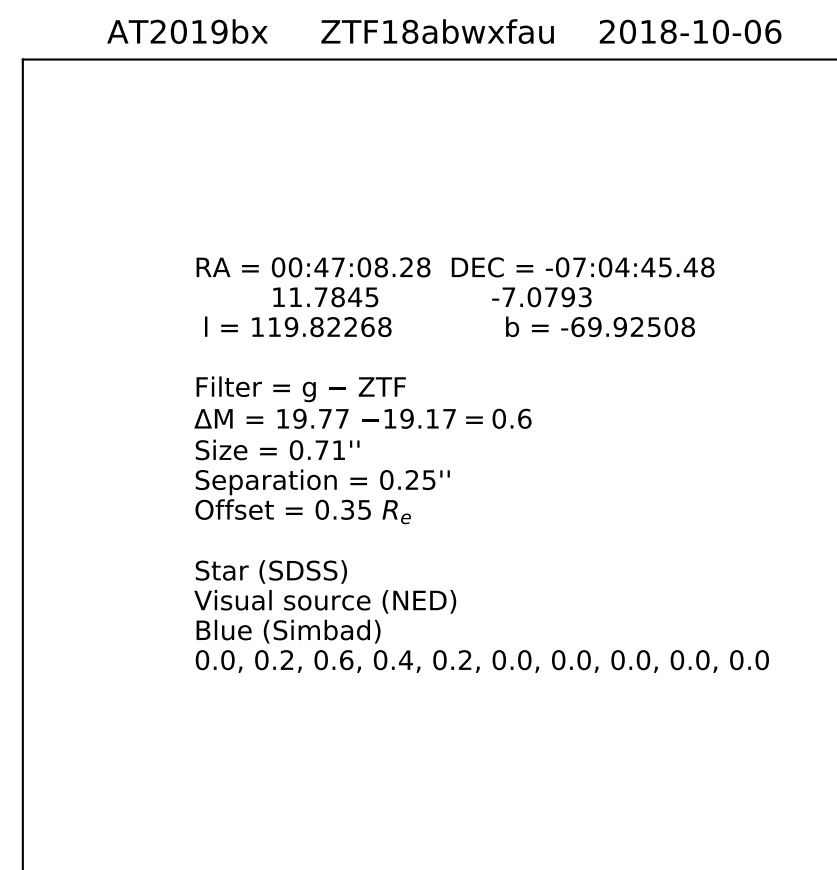 AT2019bx ZTF18abwxfau 2018-10-06
RA = 00:47:08.28 DEC = -07:04:45.48
11.7845 -7.0793
l = 119.82268 b = -69.92508
Filter = g − ZTF
ΔM = 19.77 −19.17 = 0.6
Size = 0.71''
Separation = 0.25''
Offset = 0.35 Rₑ
Star (SDSS)
Visual source (NED)
Blue (Simbad)
0.0, 0.2, 0.6, 0.4, 0.2, 0.0, 0.0, 0.0, 0.0, 0.0